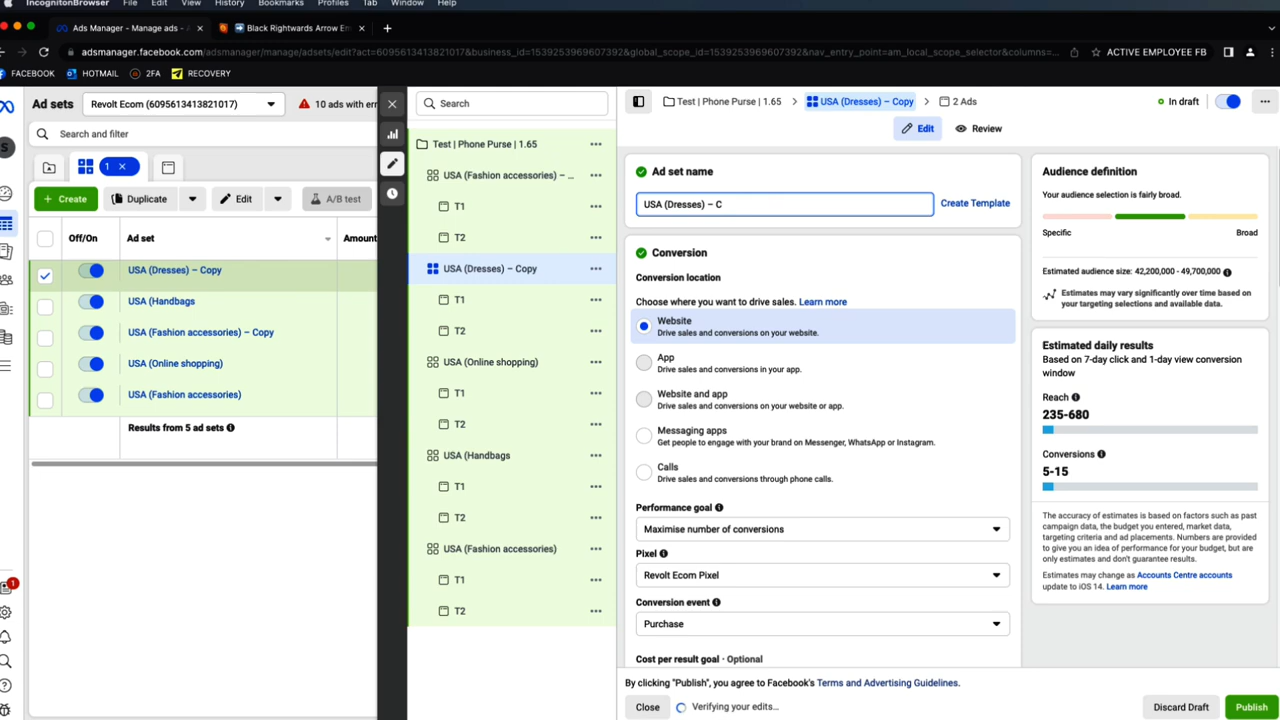 IncognitonBrowser File Edit View History Bookmarks Profiles Tab Window Help
Ads Manager - Manage ads -
Black Rightwards Arrow En
adsmanager.facebook.com/adsmanager/manage/adsets/edit?act=6095613413821017&business_id=1539253969607392&global_scope_id=1539253969607392&nav_entry_point=am_local_scope_selector&columns=...
ACTIVE EMPLOYEE FB
FACEBOOK HOTMAIL 2FA RECOVERY
Ad sets
Revolt Ecom (6095613413821017)
10 ads with err
Search and filter
1
Create Duplicate Edit A/B test
Off/On Ad set Amount
USA (Dresses) – Copy
USA (Handbags
USA (Fashion accessories) – Copy
USA (Online shopping)
USA (Fashion accessories)
Results from 5 ad sets
S
1
Search
Test | Phone Purse | 1.65
USA (Fashion accessories) – ...
T1
T2
USA (Dresses) – Copy
T1
T2
USA (Online shopping)
T1
T2
USA (Handbags
T1
T2
USA (Fashion accessories)
T1
T2
Test | Phone Purse | 1.65 USA (Dresses) – Copy 2 Ads
In draft
Edit Review
Ad set name
USA (Dresses) – C
Create Template
Conversion
Conversion location
Choose where you want to drive sales. Learn more
Website
Drive sales and conversions on your website.
App
Drive sales and conversions in your app.
Website and app
Drive sales and conversions on your website or app.
Messaging apps
Get people to engage with your brand on Messenger, WhatsApp or Instagram.
Calls
Drive sales and conversions through phone calls.
Performance goal
Maximise number of conversions
Pixel
Revolt Ecom Pixel
Conversion event
Purchase
Cost per result goal · Optional
Audience definition
Your audience selection is fairly broad.
Specific Broad
Estimated audience size: 42,200,000 - 49,700,000
Estimates may vary significantly over time based on
your targeting selections and available data.
Estimated daily results
Based on 7-day click and 1-day view conversion
window
Reach
235-680
Conversions
5-15
The accuracy of estimates is based on factors such as past
campaign data, the budget you entered, market data,
targeting criteria and ad placements. Numbers are provided
to give you an idea of performance for your budget, but are
only estimates and don't guarantee results.
Estimates may change as Accounts Centre accounts
update to iOS 14. Learn more
By clicking "Publish", you agree to Facebook's Terms and Advertising Guidelines.
Close Verifying your edits... Discard Draft Publish